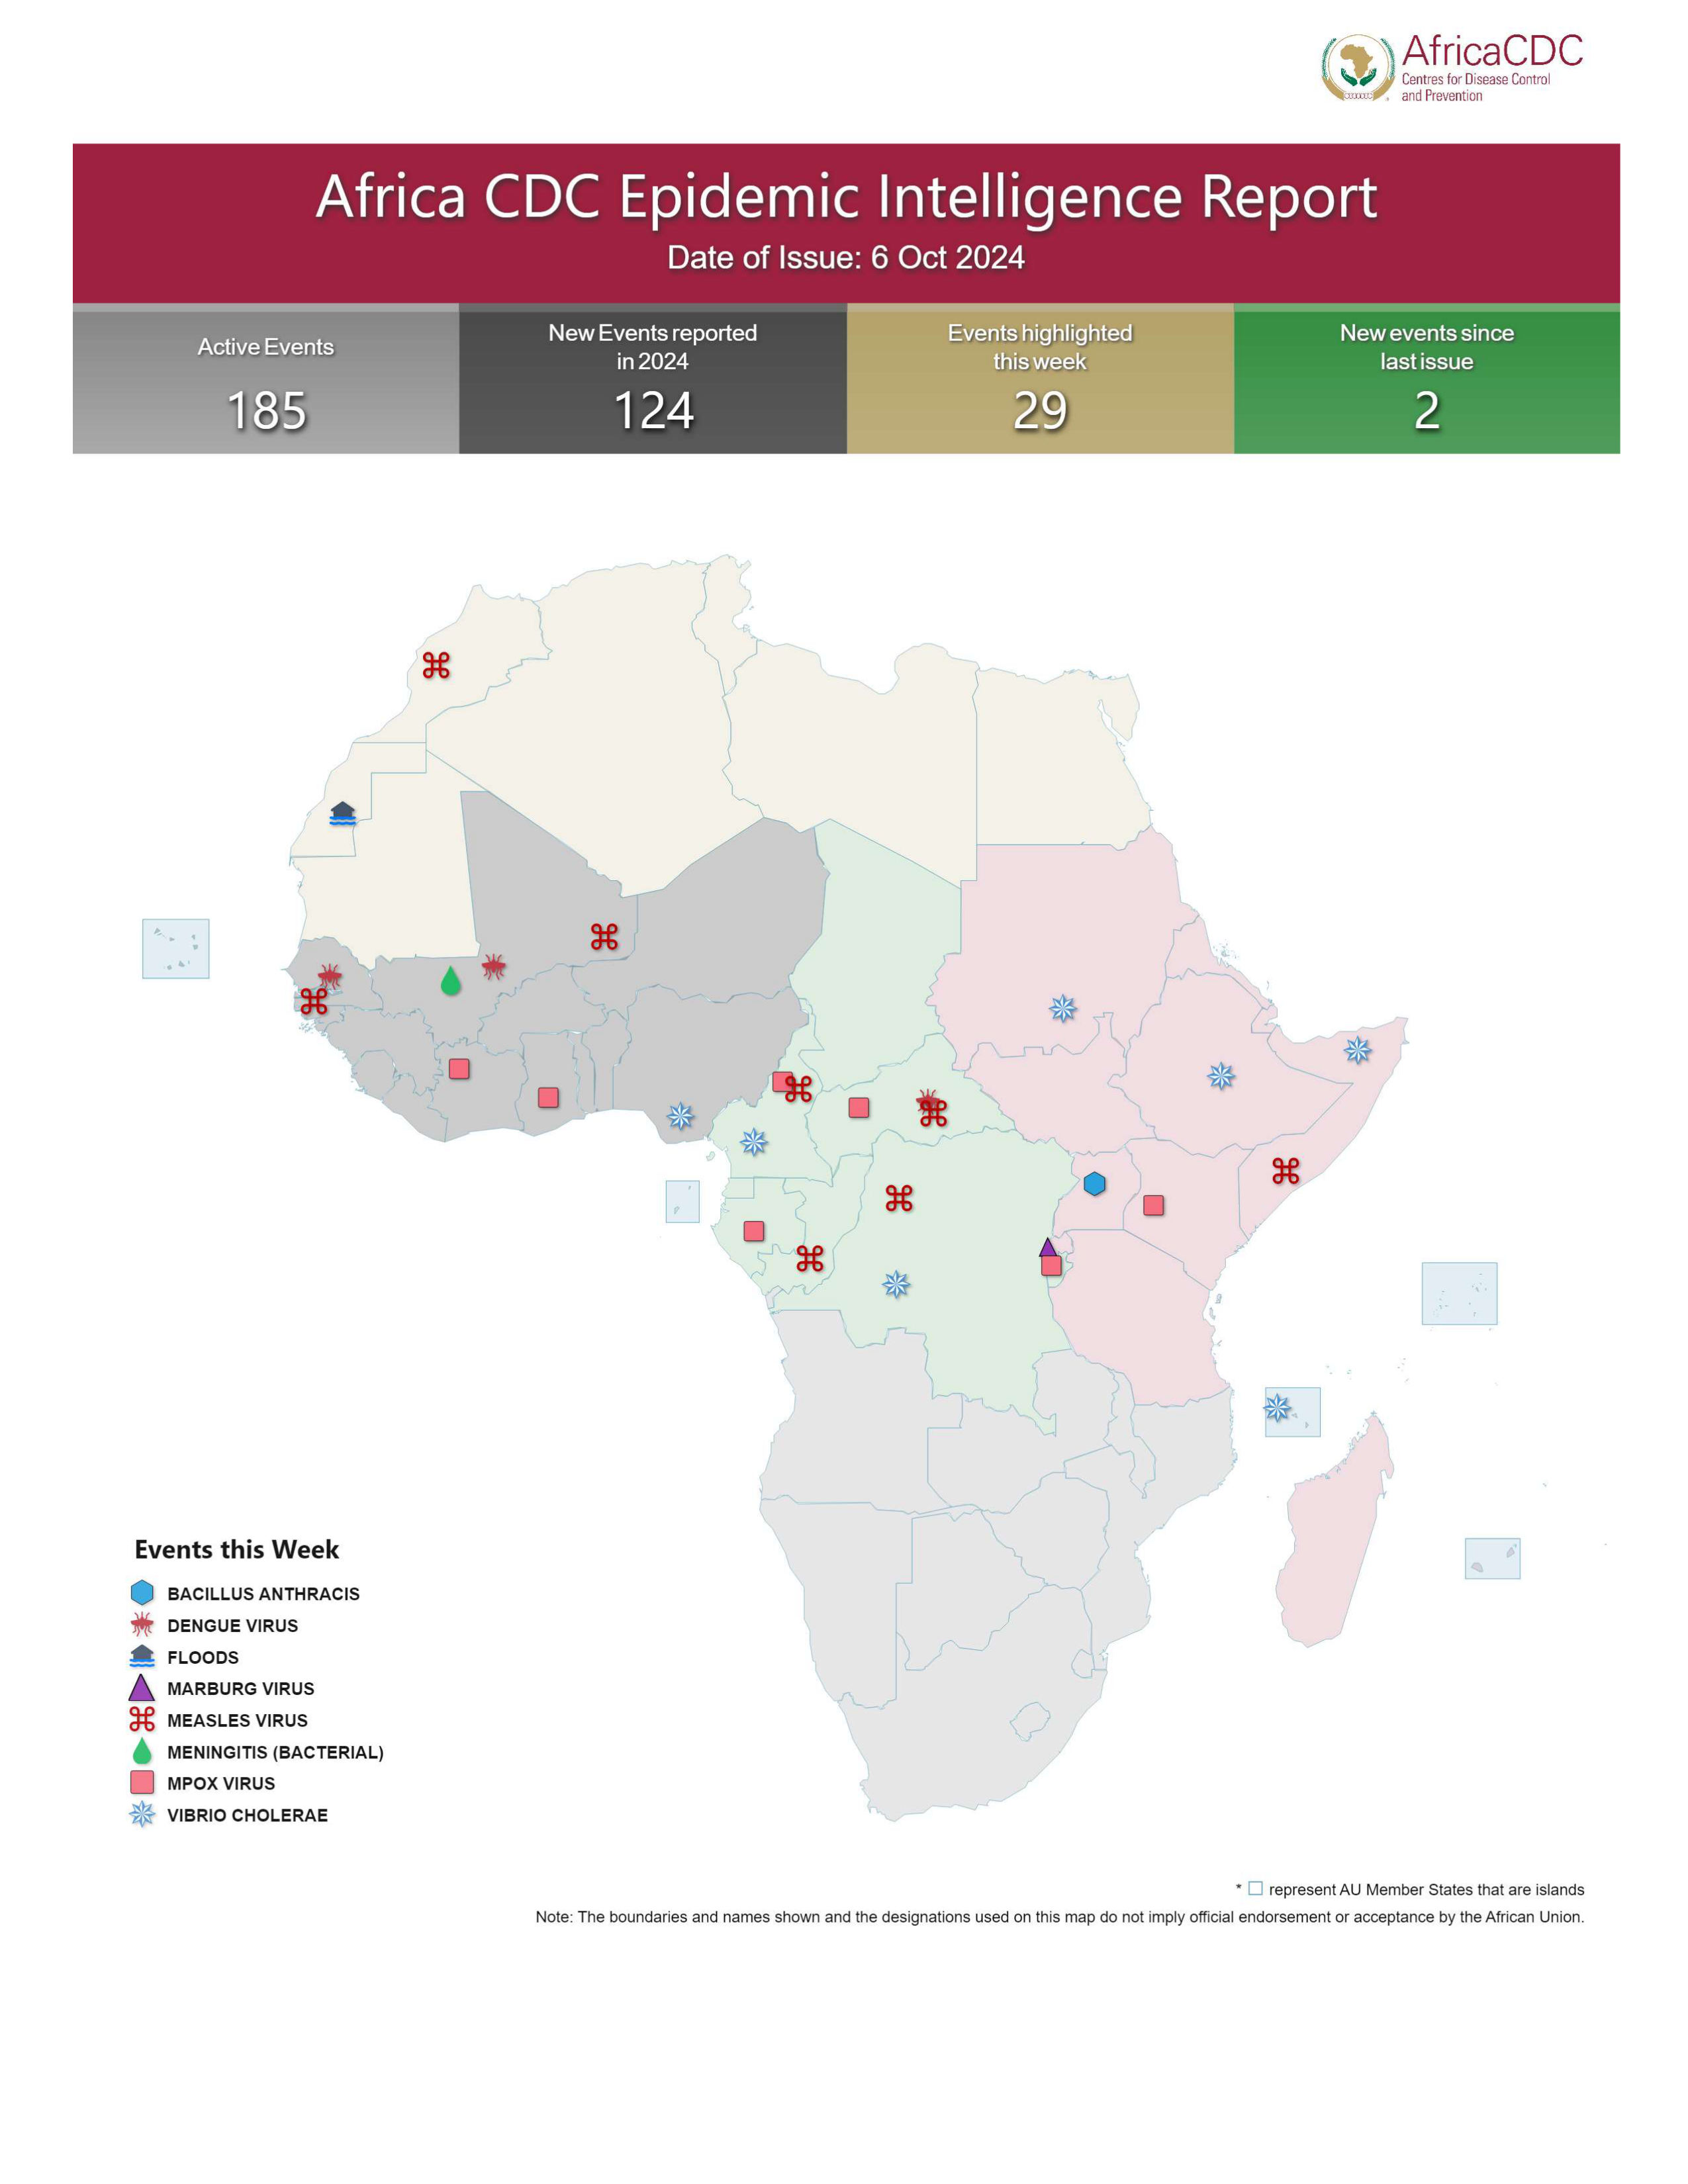 AfricaCDC
Centres for Disease Control
and Prevention
Africa CDC Epidemic Intelligence Report
Date of Issue: 6 Oct 2024
Active Events
185
New Events reported
in 2024
124
Events highlighted
this week
29
New events since
last issue
2
Events this Week
BACILLUS ANTHRACIS
DENGUE VIRUS
FLOODS
MARBURG VIRUS
MEASLES VIRUS
MENINGITIS (BACTERIAL)
MPOX VIRUS
VIBRIO CHOLERAE
* □ represent AU Member States that are islands
Note: The boundaries and names shown and the designations used on this map do not imply official endorsement or acceptance by the African Union.